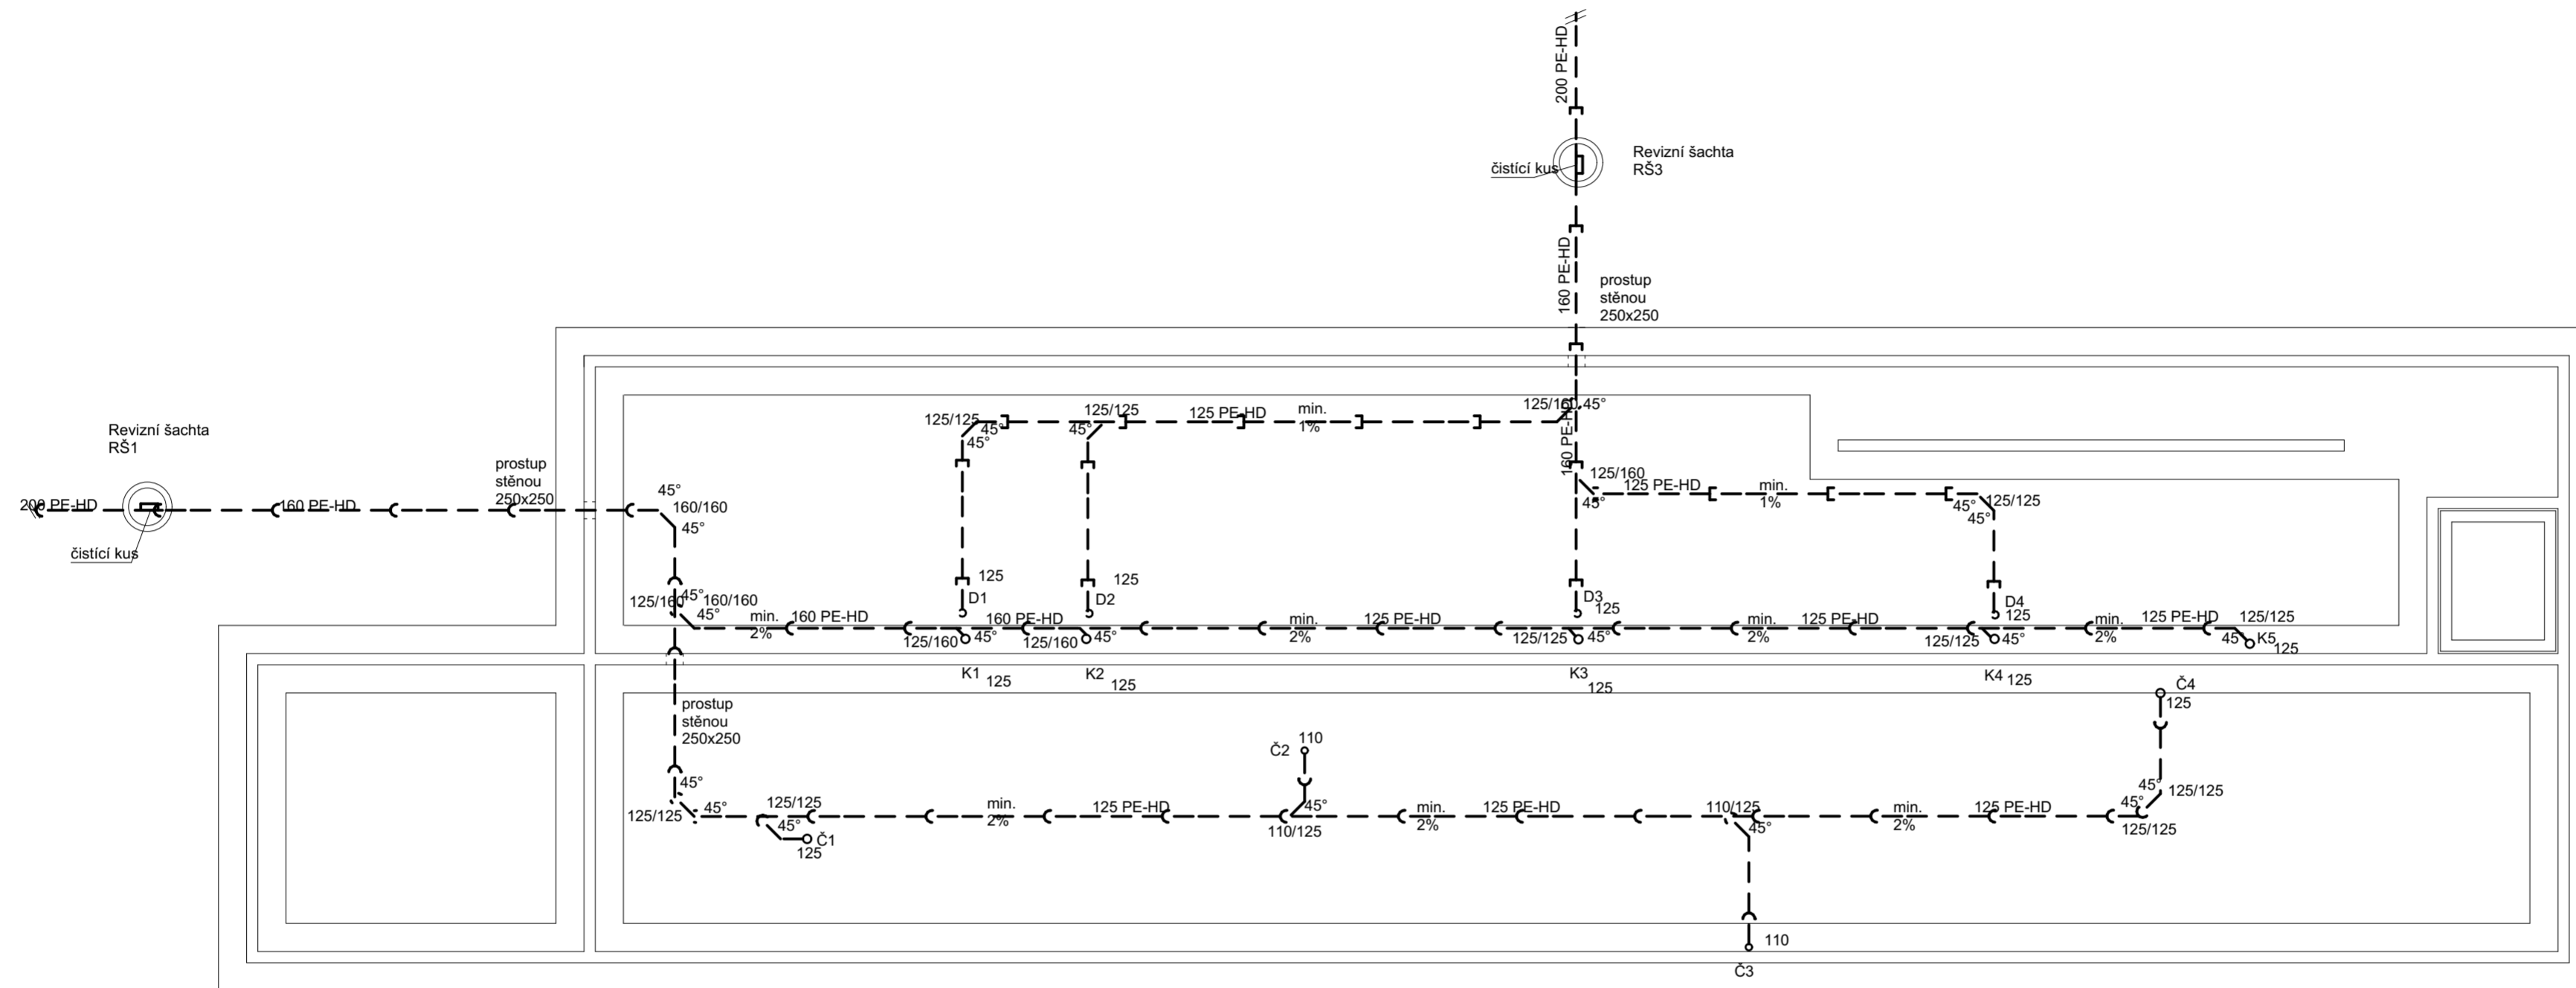 200 PE-HD
Revizní šachta
RŠ3
čistící kus
160 PE-HD
prostup
stěnou
250x250
125/160
45°
160 PE-HD
125/125
45°
45°
125/125
45°
125 PE-HD
min.
1%
Revizní šachta
RŠ1
200 PE-HD
čistící kus
160 PE-HD
prostup
stěnou
250x250
45°
160/160
45°
125/160
45°
125 PE-HD
min.
1%
125/125
45°
45°
D1
125
D2
125
D3
125
D4
125
125/160
45°
160/160
45°
min.
2%
160 PE-HD
125/160
45°
160 PE-HD
125/160
45°
min.
2%
125 PE-HD
125/125
45°
min.
2%
125 PE-HD
125/125
45°
min.
2%
125 PE-HD
125/125
45°
K5
125
K1
125
K2
125
K3
125
K4
125
prostup
stěnou
250x250
45°
125/125
45°
125/125
45°
Č1
125
min.
2%
125 PE-HD
Č2
110
45°
110/125
min.
2%
125 PE-HD
110/125
45°
110
Č3
min.
2%
125 PE-HD
Č4
125
45°
125/125
45°
125/125